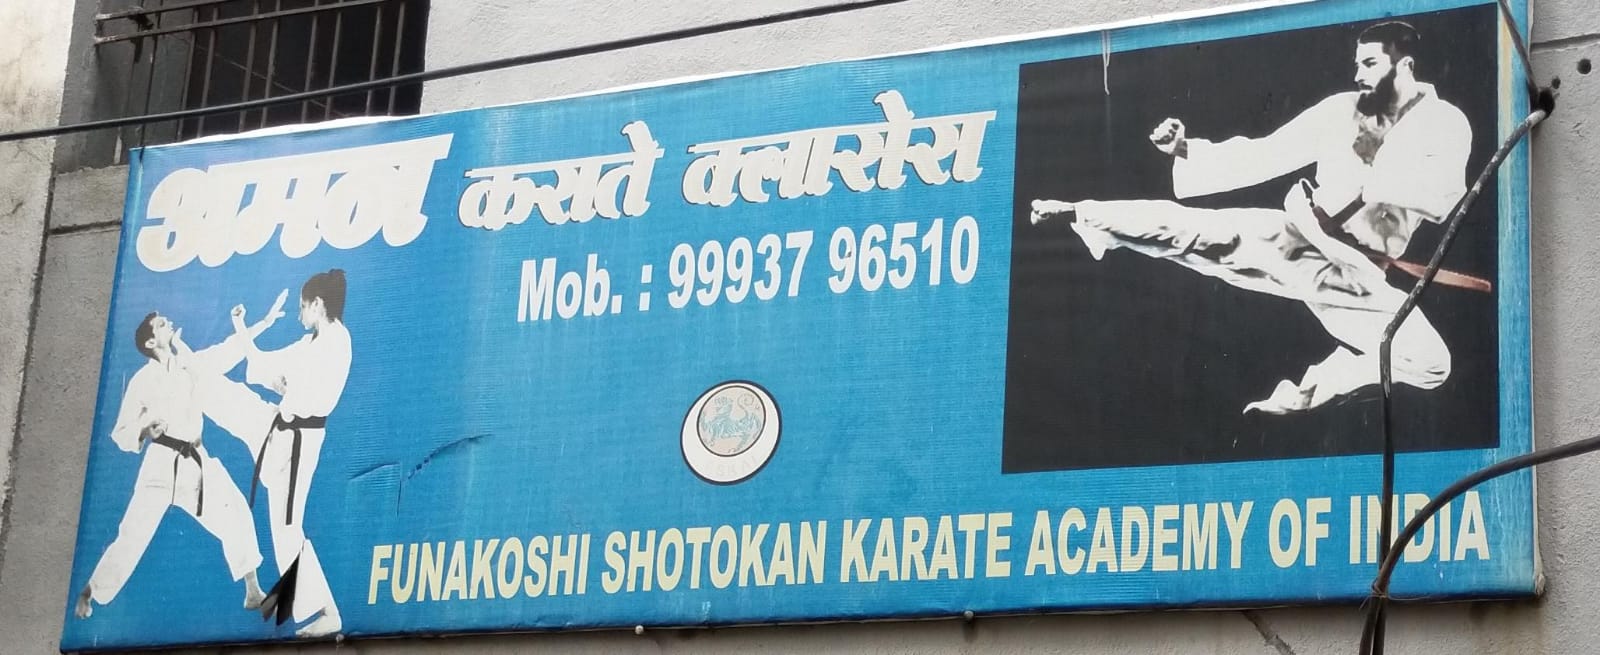 अमन कराते क्लासेस
Mob. : 99937 96510
FUNAKOSHI SHOTOKAN KARATE ACADEMY OF INDIA